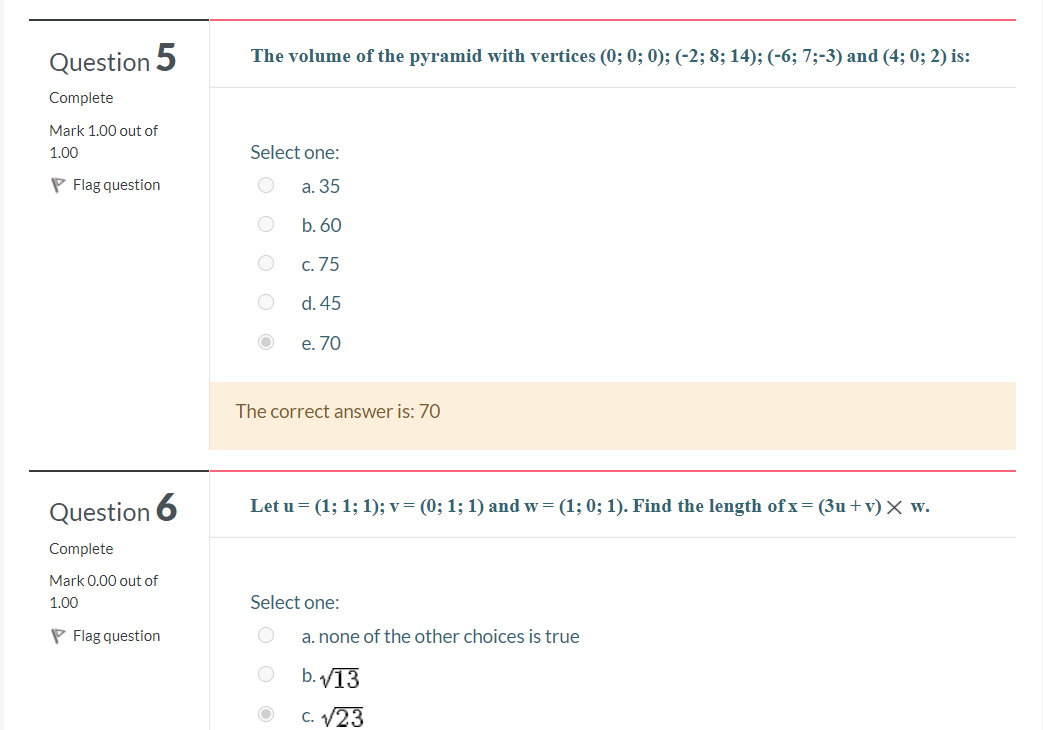 Question 5
Complete
Mark 1.00 out of
1.00
Flag question
The volume of the pyramid with vertices (0; 0; 0); (-2; 8; 14); (-6; 7;-3) and (4; 0; 2) is:
Select one:
a. 35
b. 60
c. 75
d. 45
e. 70
The correct answer is: 70
Question 6
Complete
Mark 0.00 out of
1.00
Flag question
Let u = (1; 1; 1); v = (0; 1; 1) and w = (1; 0; 1). Find the length of x = (3u + v) × w.
Select one:
a. none of the other choices is true
b. √13
c. √23